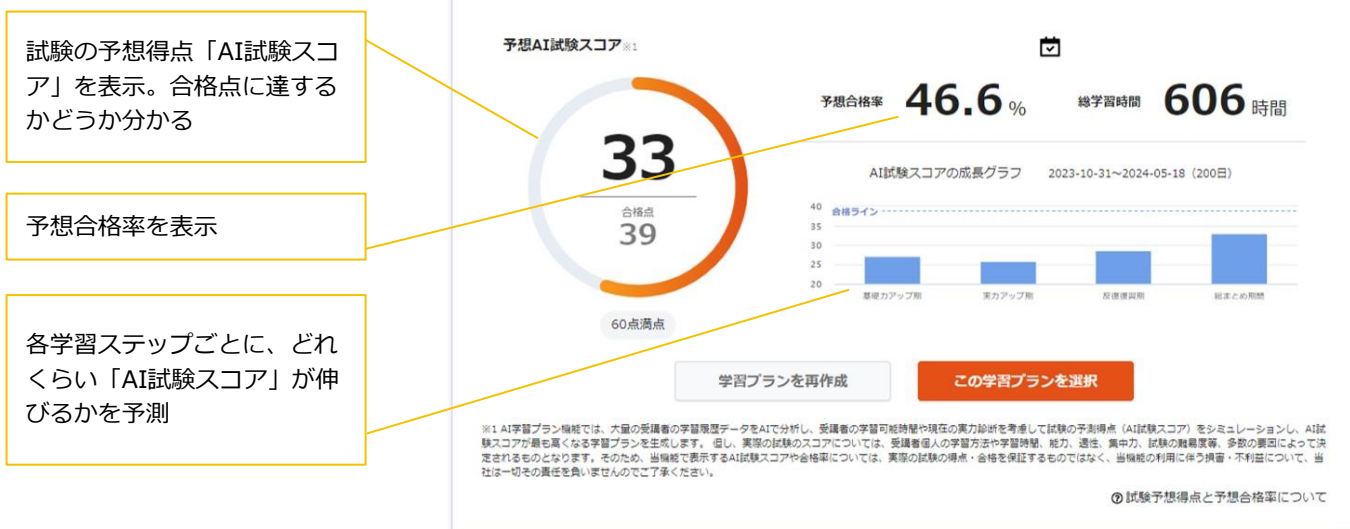 試験の予想得点「AI試験スコ
ア」を表示。合格点に達する
かどうか分かる
予想合格率を表示
各学習ステップごとに、どれ
くらい「AI試験スコア」が伸
びるかを予測
予想AI試験スコア※1
33
合格点
39
60点満点
予想合格率 46.6 % 総学習時間 606 時間
AI試験スコアの成長グラフ 2023-10-31～2024-05-18（200日）
40
合格ライン
35
30
25
20
基礎力アップ期 実力アップ期 反復復習期 総まとめ期間
学習プランを再作成 この学習プランを選択
※1 AI学習プラン機能では、大量の受講者の学習履歴データをAIで分析し、受講者の学習可能時間や現在の実力診断を考慮して試験の予測得点（AI試験スコア）をシミュレーションし、AI試
験スコアが最も高くなる学習プランを生成します。 但し、実際の試験のスコアについては、受講者個人の学習方法や学習時間、能力、適性、集中力、試験の難易度等、多数の要因によって決
定されるものとなります。そのため、当機能で表示するAI試験スコアや合格率については、実際の試験の得点・合格を保証するものではなく、当機能の利用に伴う損害・不利益について、当
社は一切その責任を負いませんのでご了承ください。
試験予想得点と予想合格率について